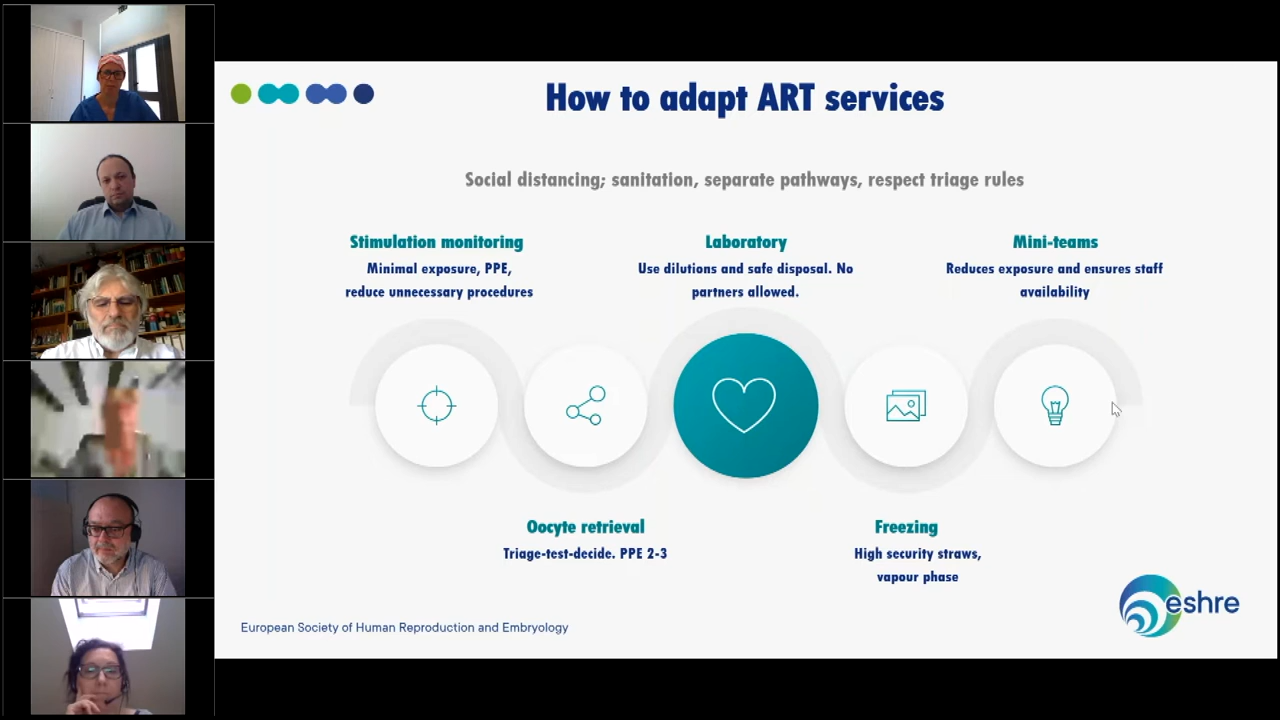 How to adapt ART services
Social distancing; sanitation, separate pathways, respect triage rules
Stimulation monitoring
Minimal exposure, PPE,
reduce unnecessary procedures
Laboratory
Use dilutions and safe disposal. No
partners allowed.
Mini-teams
Reduces exposure and ensures staff
availability
Oocyte retrieval
Triage-test-decide. PPE 2-3
Freezing
High security straws,
vapour phase
European Society of Human Reproduction and Embryology
eshre